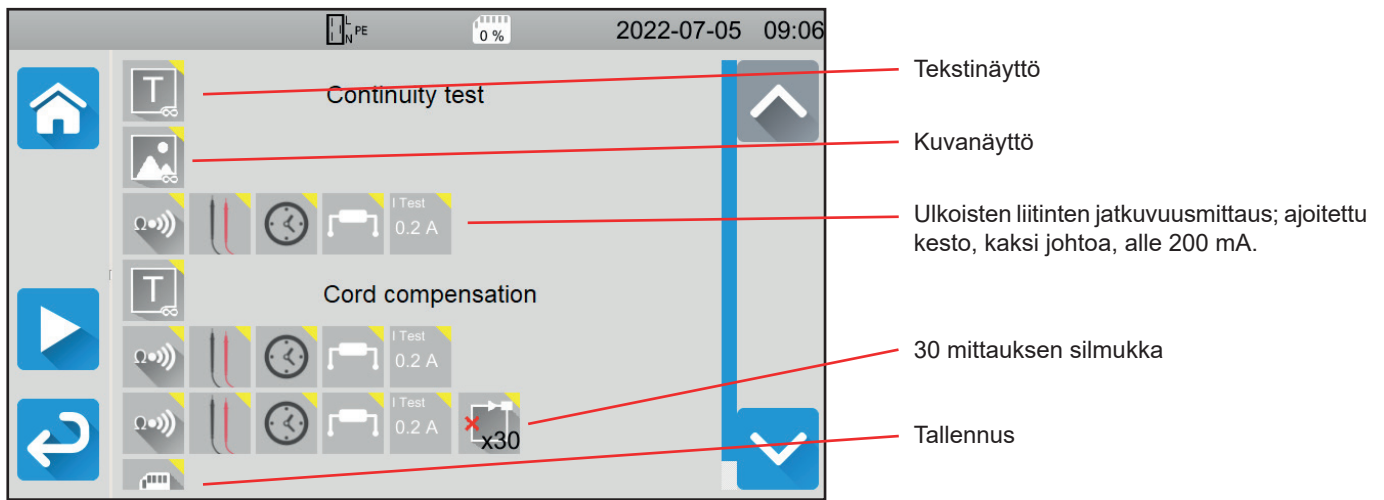 L
N PE
0 %
2022-07-05 09:06
T
Continuity test
Tekstinäyttö
Kuvanäyttö
Ω
I Test
0.2 A
Ulkoisten liitinten jatkuvuusmittaus; ajoitettu
kesto, kaksi johtoa, alle 200 mA.
T
Cord compensation
Ω
I Test
0.2 A
30 mittauksen silmukka
Ω
I Test
0.2 A
x30
Tallennus